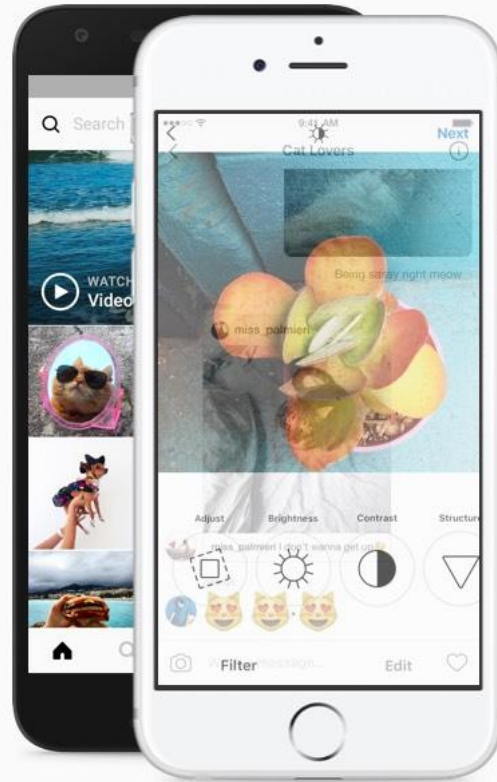 Search
WATCH
Video
9:41 AM
Next
Cat Lovers
Being saray right meow
miss_palmieri
Adjust
Brightness
Contrast
Structure
miss_palmieri I don't wanna get up
Filter
Edit